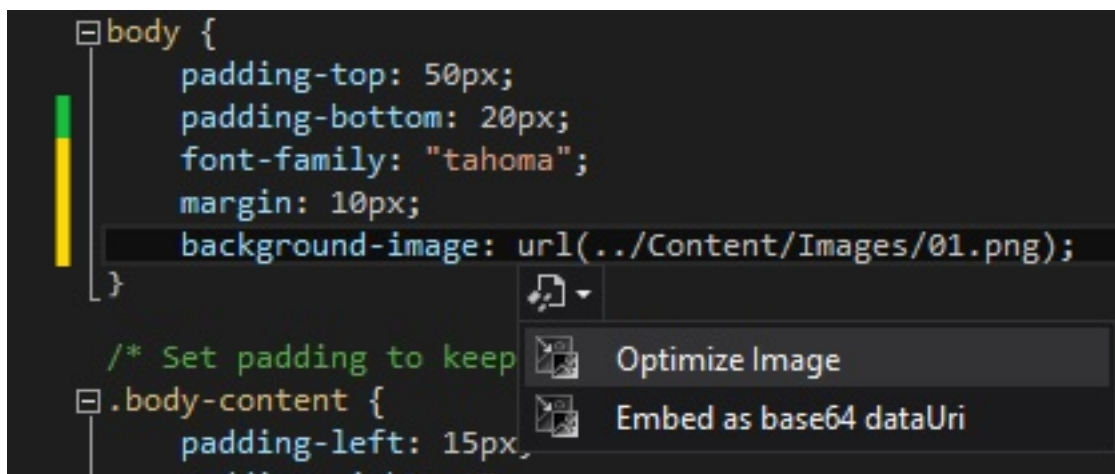 body {
padding-top: 50px;
padding-bottom: 20px;
font-family: "tahoma";
margin: 10px;
background-image: url(../Content/Images/01.png);
}
/* Set padding to keep
Optimize Image
.body-content {
Embed as base64 dataUri
padding-left: 15px